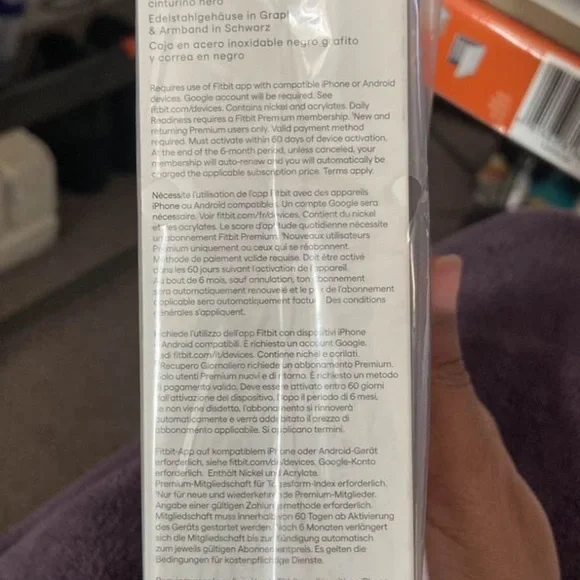 cinturino nero
Edelstahlgehäuse in
& Armband in Schwarz
Caja en acero inoxidable negro grafito
y correa en negro
Requires use of Fitbit app with compatible iPhone or Android
devices. Google account will be required. See
fitbit.com/devices. Contains nickel and acrylates. Daily
Readiness requires a Fitbit Premium membership. ¹New and
returning Premium users only. Valid payment method
required. Must activate within 60 days of device activation.
At the end of the 6-month period, unless canceled, your
membership will auto-renew and you will automatically be
charged the applicable subscription price. Terms apply.
Nécessite l'utilisation de l'app Fitbit avec des appareils
iPhone ou Android compatibles. Un compte Google sera
nécessaire. Voir fitbit.com/fr/devices. Contient du nickel
et des acrylates. Le score d'aptitude quotidienne nécessite
un abonnement Fitbit Premium. ¹Nouveaux utilisateurs
Premium uniquement ou ceux qui se réabonnent.
Méthode de paiement valide requise. Doit être activé
dans les 60 jours suivant l'activation de l'appareil.
Au bout de 6 mois, sauf annulation, ton abonnement
sera automatiquement renouvelé et le prix de l'abonnement
applicable sera automatiquement facturé. Des conditions
générales s'appliquent.
Richiede l'utilizzo dell'app Fitbit con dispositivi iPhone
o Android compatibili. È richiesto un account Google.
Vedi fitbit.com/it/devices. Contiene nichel e acrilati.
Recupero Giornaliero richiede un abbonamento Premium.
Solo utenti Premium nuovi e di ritorno. È richiesto un metodo
di pagamento valido. Deve essere attivato entro 60 giorni
dall'attivazione del dispositivo. Dopo il periodo di 6 mesi,
se non viene disdetto, l'abbonamento si rinnoverà
automaticamente e verrà addebitato il prezzo di
abbonamento applicabile. Si applicano termini.
Fitbit-App auf kompatiblem iPhone oder Android-Gerät
erforderlich, siehe fitbit.com/de/devices. Google-Konto
erforderlich. Enthält Nickel und Acrylate.
Premium-Mitgliedschaft für Tagesform-Index erforderlich.
¹Nur für neue und wiederkehrende Premium-Mitglieder.
Angabe einer gültigen Zahlungsmethode erforderlich.
Mitgliedschaft muss innerhalb von 60 Tagen ab Aktivierung
des Geräts gestartet werden. Nach 6 Monaten verlängert
sich die Mitgliedschaft bis zur Kündigung automatisch
zum jeweils gültigen Abonnementpreis. Es gelten die
Bedingungen für kostenpflichtige Dienste.